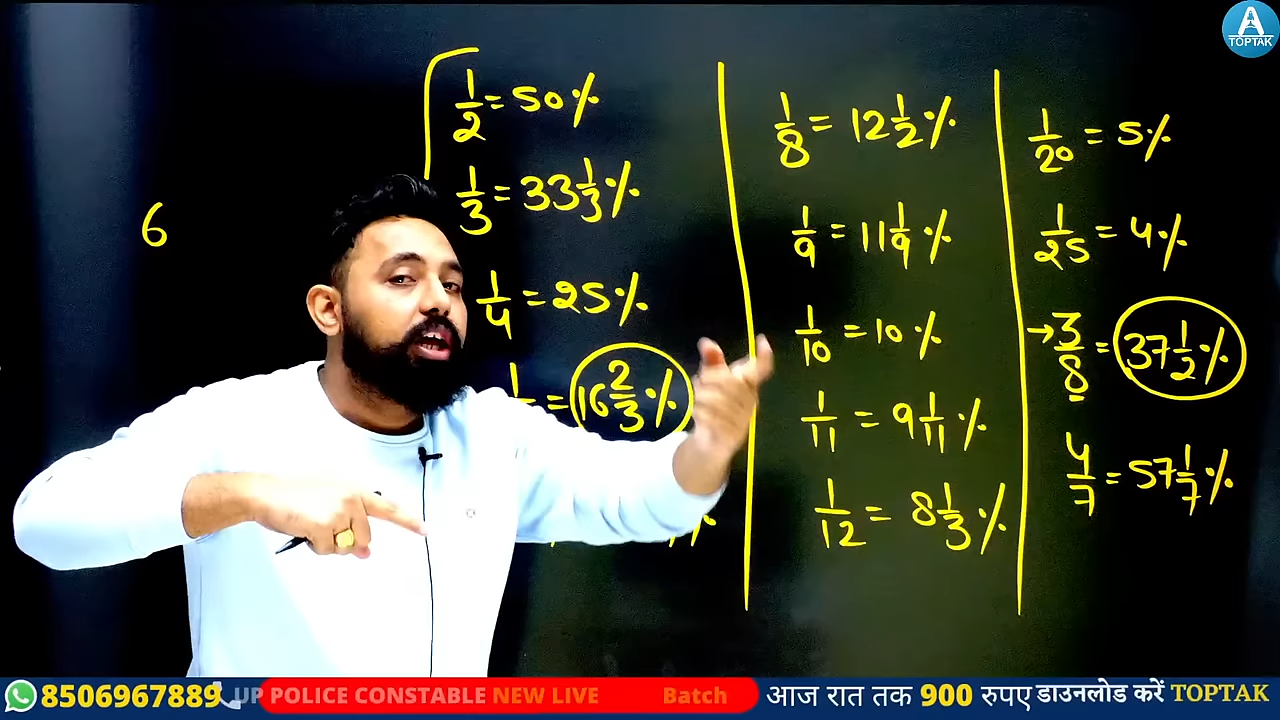 A
TOPTAK
6
1/2 = 50%
1/3 = 33 1/3%
1/4 = 25%
= 16 2/3%
1/8 = 12 1/2%
1/9 = 11 1/9%
1/10 = 10%
1/11 = 9 1/11%
1/12 = 8 1/3%
1/20 = 5%
1/25 = 4%
→ 3/8 = 37 1/2%
4/7 = 57 1/7%
8506967889 UP POLICE CONSTABLE NEW LIVE Batch आज रात तक 900 रुपए डाउनलोड करें TOPTAK